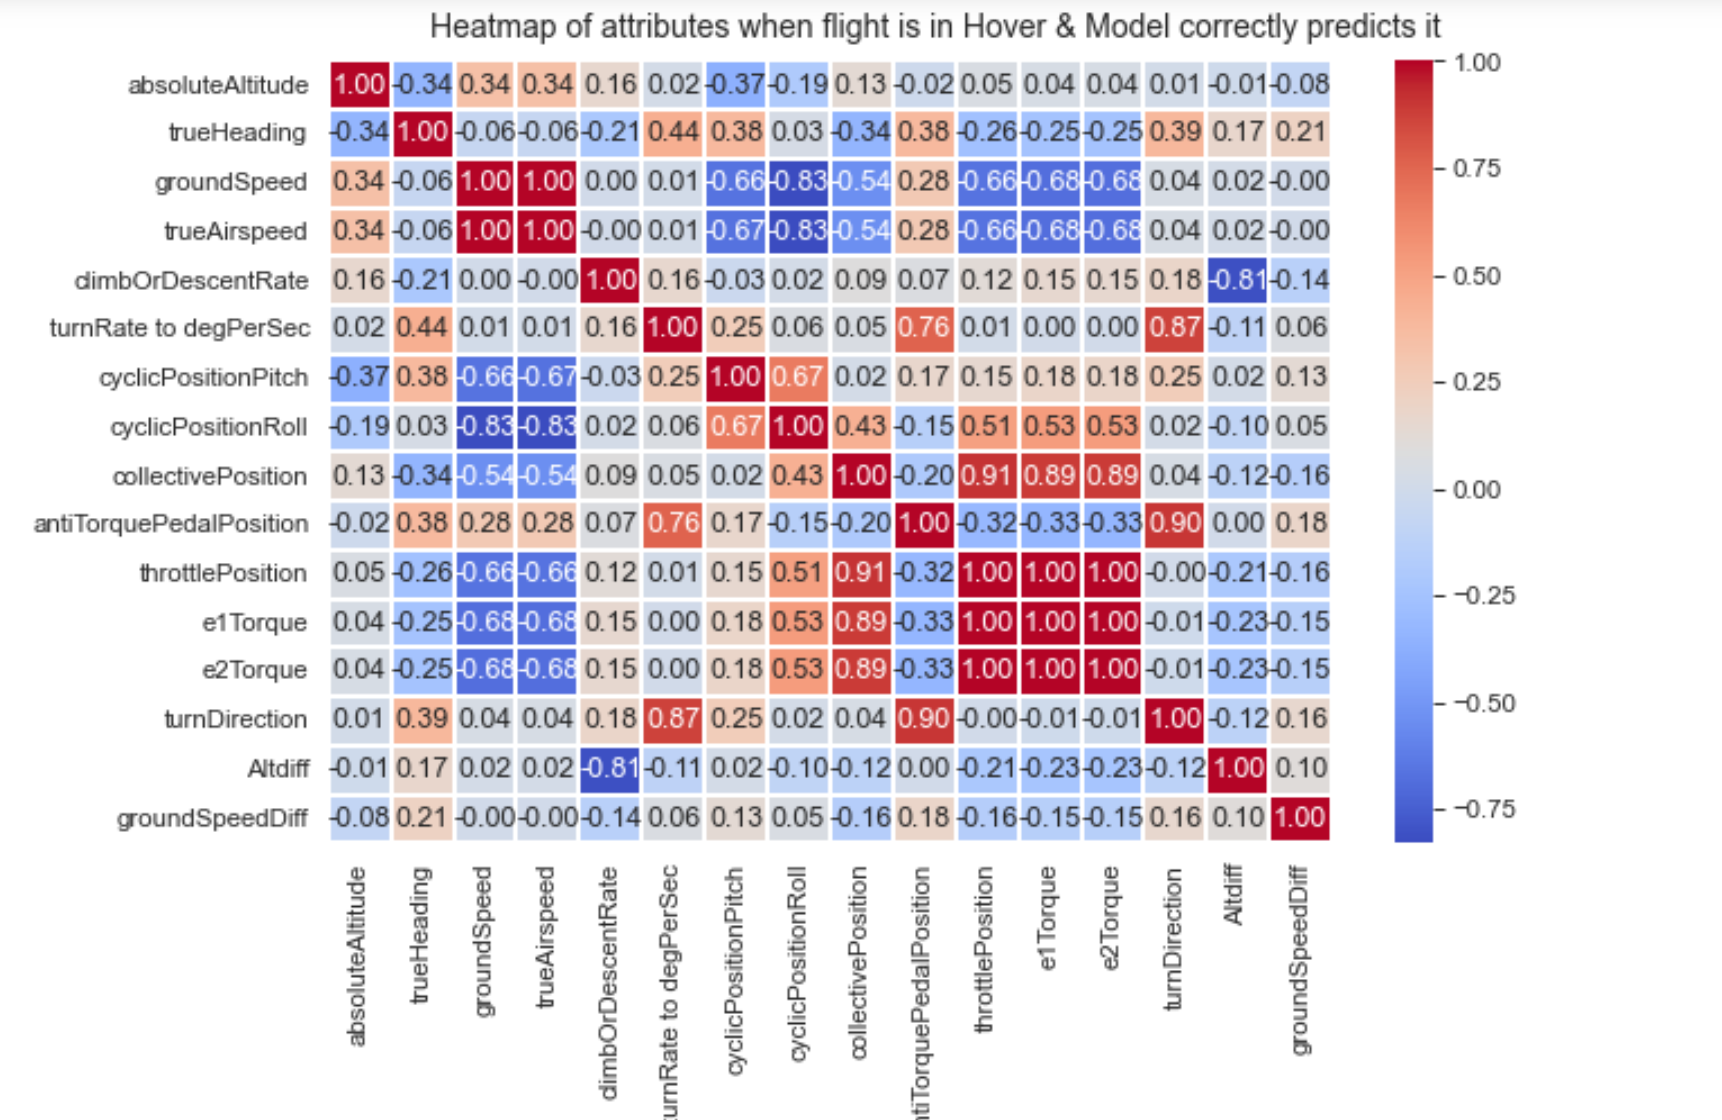 Heatmap of attributes when flight is in Hover & Model correctly predicts it
absoluteAltitude 1.00 -0.34 0.34 0.34 0.16 0.02 -0.37 -0.19 0.13 -0.02 0.05 0.04 0.04 0.01 -0.01 -0.08
trueHeading -0.34 1.00 -0.06 -0.06 -0.21 0.44 0.38 0.03 -0.34 0.38 -0.26 -0.25 -0.25 0.39 0.17 0.21
groundSpeed 0.34 -0.06 1.00 1.00 0.00 0.01 -0.66 -0.83 -0.54 0.28 -0.66 -0.68 -0.68 0.04 0.02 -0.00
trueAirspeed 0.34 -0.06 1.00 1.00 -0.00 0.01 -0.67 -0.83 -0.54 0.28 -0.66 -0.68 -0.68 0.04 0.02 -0.00
climbOrDescentRate 0.16 -0.21 0.00 -0.00 1.00 0.16 -0.03 0.02 0.09 0.07 0.12 0.15 0.15 0.18 -0.81 -0.14
turnRate to degPerSec 0.02 0.44 0.01 0.01 0.16 1.00 0.25 0.06 0.05 0.76 0.01 0.00 0.00 0.87 -0.11 0.06
cyclicPositionPitch -0.37 0.38 -0.66 -0.67 -0.03 0.25 1.00 0.67 0.02 0.17 0.15 0.18 0.18 0.25 0.02 0.13
cyclicPositionRoll -0.19 0.03 -0.83 -0.83 0.02 0.06 0.67 1.00 0.43 -0.15 0.51 0.53 0.53 0.02 -0.10 0.05
collectivePosition 0.13 -0.34 -0.54 -0.54 0.09 0.05 0.02 0.43 1.00 -0.20 0.91 0.89 0.89 0.04 -0.12 -0.16
antiTorquePedalPosition -0.02 0.38 0.28 0.28 0.07 0.76 0.17 -0.15 -0.20 1.00 -0.32 -0.33 -0.33 0.90 0.00 0.18
throttlePosition 0.05 -0.26 -0.66 -0.66 0.12 0.01 0.15 0.51 0.91 -0.32 1.00 1.00 1.00 -0.00 -0.21 -0.16
e1Torque 0.04 -0.25 -0.68 -0.68 0.15 0.00 0.18 0.53 0.89 -0.33 1.00 1.00 1.00 -0.01 -0.23 -0.15
e2Torque 0.04 -0.25 -0.68 -0.68 0.15 0.00 0.18 0.53 0.89 -0.33 1.00 1.00 1.00 -0.01 -0.23 -0.15
turnDirection 0.01 0.39 0.04 0.04 0.18 0.87 0.25 0.02 0.04 0.90 -0.00 -0.01 -0.01 1.00 -0.12 0.16
Altdiff -0.01 0.17 0.02 0.02 -0.81 -0.11 0.02 -0.10 -0.12 0.00 -0.21 -0.23 -0.23 -0.12 1.00 0.10
groundSpeedDiff -0.08 0.21 -0.00 -0.00 -0.14 0.06 0.13 0.05 -0.16 0.18 -0.16 -0.15 -0.15 0.16 0.10 1.00
absoluteAltitude
trueHeading
groundSpeed
trueAirspeed
climbOrDescentRate
urnRate to degPerSec
cyclicPositionPitch
cyclicPositionRoll
collectivePosition
ntiTorquePedalPosition
throttlePosition
e1Torque
e2Torque
turnDirection
Altdiff
groundSpeedDiff
1.00
0.75
0.50
0.25
0.00
−0.25
−0.50
−0.75